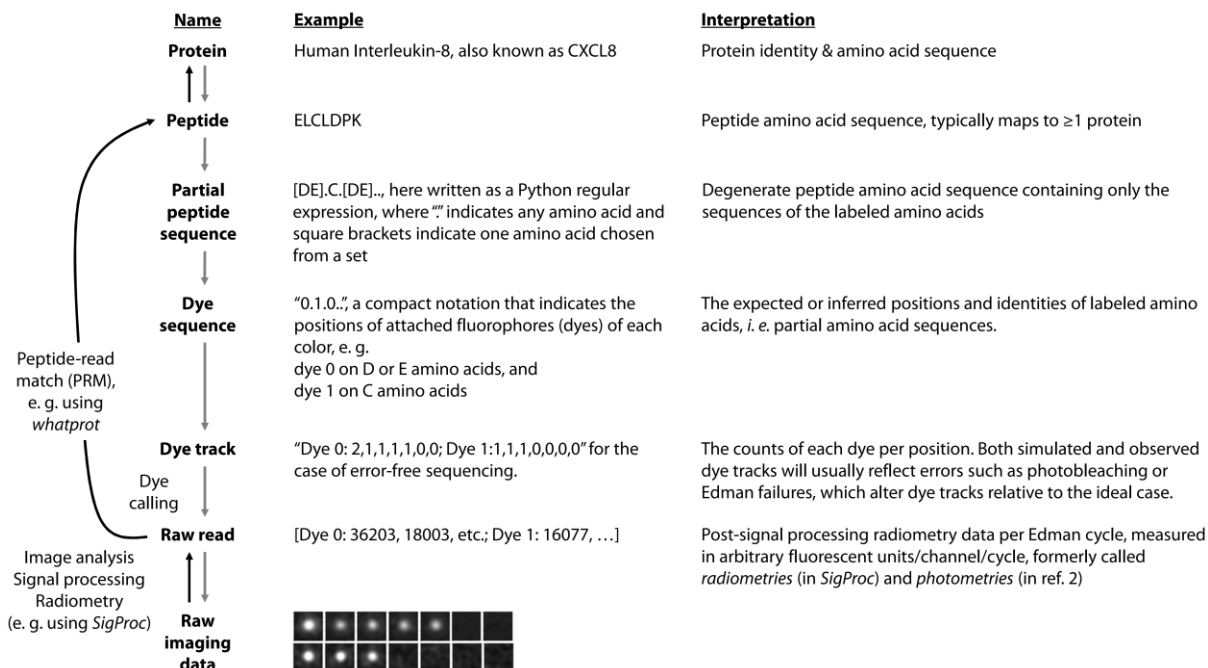 Name Example Interpretation
Protein Human Interleukin-8, also known as CXCL8 Protein identity & amino acid sequence
Peptide ELCLDPK Peptide amino acid sequence, typically maps to ≥1 protein
Partial
peptide
sequence
[DE].C.[DE].., here written as a Python regular
expression, where “.” indicates any amino acid and
square brackets indicate one amino acid chosen
from a set
Degenerate peptide amino acid sequence containing only the
sequences of the labeled amino acids
Dye
sequence
“0.1.0..”, a compact notation that indicates the
positions of attached fluorophores (dyes) of each
color, e. g.
dye 0 on D or E amino acids, and
dye 1 on C amino acids
The expected or inferred positions and identities of labeled amino
acids, i. e. partial amino acid sequences.
Peptide-read
match (PRM),
e. g. using
whatprot
Dye track
“Dye 0: 2,1,1,1,1,0,0; Dye 1:1,1,1,0,0,0,0” for the
case of error-free sequencing.
The counts of each dye per position. Both simulated and observed
dye tracks will usually reflect errors such as photobleaching or
Edman failures, which alter dye tracks relative to the ideal case.
Dye
calling
Raw read [Dye 0: 36203, 18003, etc.; Dye 1: 16077, …]
Post-signal processing radiometry data per Edman cycle, measured
in arbitrary fluorescent units/channel/cycle, formerly called
radiometries (in SigProc) and photometries (in ref. 2)
Image analysis
Signal processing
Radiometry
(e. g. using SigProc)
Raw
imaging
data